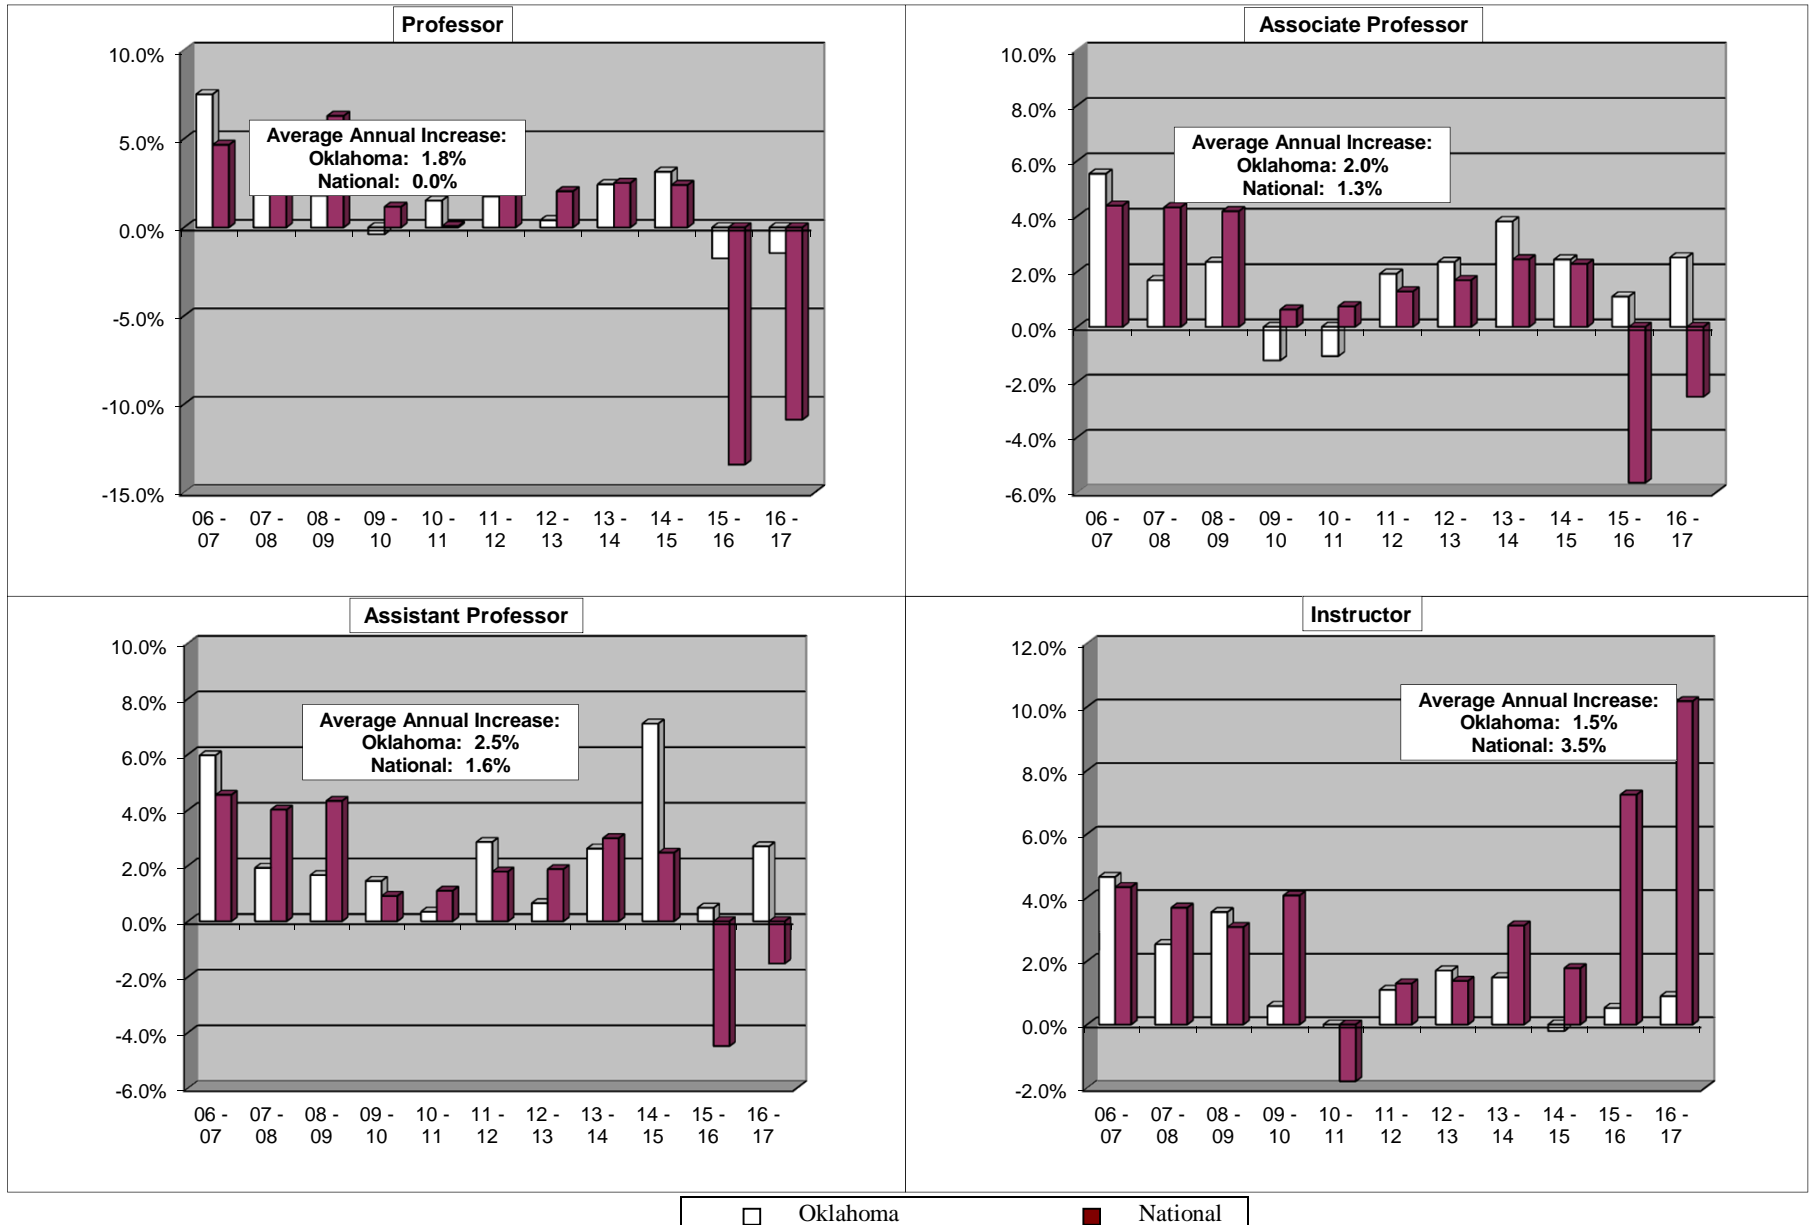 Professor
10.0%
5.0%
0.0%
-5.0%
-10.0%
-15.0%
Average Annual Increase:
Oklahoma: 1.8%
National: 0.0%
06 - 07 - 08 - 09 - 10 - 11 - 12 - 13 - 14 - 15 - 16 -
07 08 09 10 11 12 13 14 15 16 17
Associate Professor
10.0%
8.0%
6.0%
4.0%
2.0%
0.0%
-2.0%
-4.0%
-6.0%
Average Annual Increase:
Oklahoma: 2.0%
National: 1.3%
06 - 07 - 08 - 09 - 10 - 11 - 12 - 13 - 14 - 15 - 16 -
07 08 09 10 11 12 13 14 15 16 17
Assistant Professor
10.0%
8.0%
6.0%
4.0%
2.0%
0.0%
-2.0%
-4.0%
-6.0%
Average Annual Increase:
Oklahoma: 2.5%
National: 1.6%
06 - 07 - 08 - 09 - 10 - 11 - 12 - 13 - 14 - 15 - 16 -
07 08 09 10 11 12 13 14 15 16 17
Instructor
12.0%
10.0%
8.0%
6.0%
4.0%
2.0%
0.0%
-2.0%
Average Annual Increase:
Oklahoma: 1.5%
National: 3.5%
06 - 07 - 08 - 09 - 10 - 11 - 12 - 13 - 14 - 15 - 16 -
07 08 09 10 11 12 13 14 15 16 17
Oklahoma National